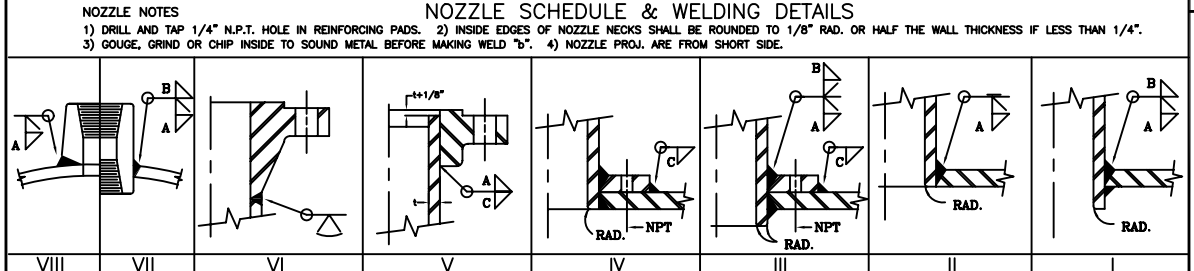 NOZZLE NOTES
NOZZLE SCHEDULE & WELDING DETAILS
1) DRILL AND TAP 1/4" N.P.T. HOLE IN REINFORCING PADS. 2) INSIDE EDGES OF NOZZLE NECKS SHALL BE ROUNDED TO 1/8" RAD. OR HALF THE WALL THICKNESS IF LESS THAN 1/4".
3) GOUGE, GRIND OR CHIP INSIDE TO SOUND METAL BEFORE MAKING WELD "b". 4) NOZZLE PROJ. ARE FROM SHORT SIDE.
A
B
A
t+1/8"
t
A
C
C
RAD.
NPT
B
A
C
RAD.
NPT
A
RAD.
B
A
RAD.
VIII
VII
VI
V
IV
III
II
I